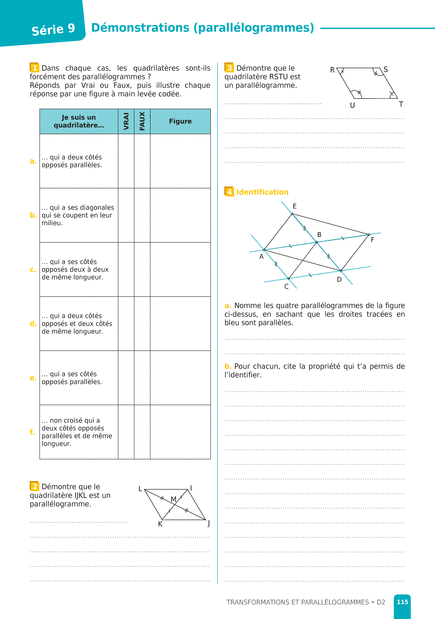 Série 9
Démonstrations (parallélogrammes)
1 Dans chaque cas, les quadrilatères sont-ils
forcément des parallélogrammes ?
Réponds par Vrai ou Faux, puis illustre chaque
réponse par une figure à main levée codée.
Je suis un
quadrilatère…
VRAI
FAUX
Figure
a.
… qui a deux côtés
opposés parallèles.
b.
… qui a ses diagonales
qui se coupent en leur
milieu.
c.
… qui a ses côtés
opposés deux à deux
de même longueur.
d.
… qui a deux côtés
opposés et deux côtés
de même longueur.
e.
… qui a ses côtés
opposés parallèles.
f.
… non croisé qui a
deux côtés opposés
parallèles et de même
longueur.
2 Démontre que le
quadrilatère IJKL est un
parallélogramme.
L
I
M
K
J
3 Démontre que le
quadrilatère RSTU est
un parallélogramme.
R
S
U
T
4 Identification
E
B
F
A
D
C
a. Nomme les quatre parallélogrammes de la figure
ci-dessus, en sachant que les droites tracées en
bleu sont parallèles.
b. Pour chacun, cite la propriété qui t’a permis de
l’identifier.
TRANSFORMATIONS ET PARALLÉLOGRAMMES • D2
115